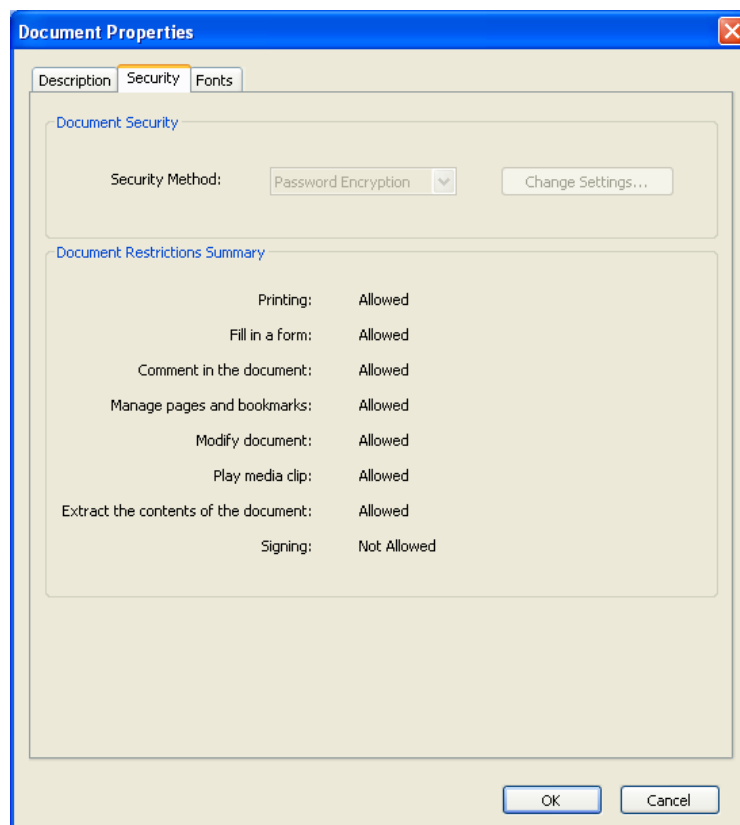 Document Properties
Description Security Fonts
Document Security
Security Method: Password Encryption Change Settings...
Document Restrictions Summary
Printing: Allowed
Fill in a form: Allowed
Comment in the document: Allowed
Manage pages and bookmarks: Allowed
Modify document: Allowed
Play media clip: Allowed
Extract the contents of the document: Allowed
Signing: Not Allowed
OK Cancel